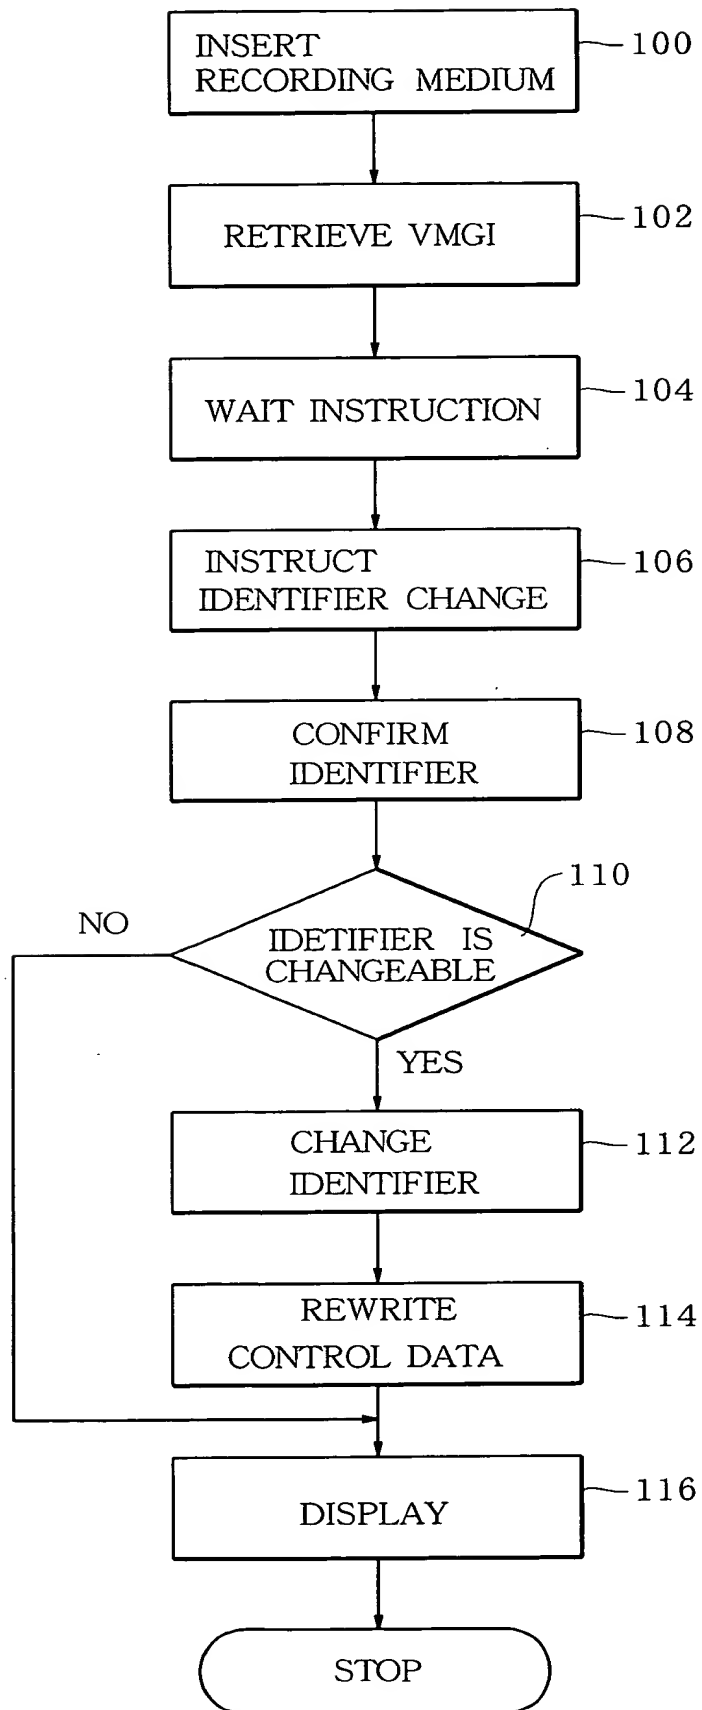 INSERT
RECORDING MEDIUM
100
RETRIEVE VMGI
102
WAIT INSTRUCTION
104
INSTRUCT
IDENTIFIER CHANGE
106
CONFIRM
IDENTIFIER
108
110
NO
IDETIFIER IS
CHANGEABLE
YES
CHANGE
IDENTIFIER
112
REWRITE
CONTROL DATA
114
DISPLAY
116
STOP